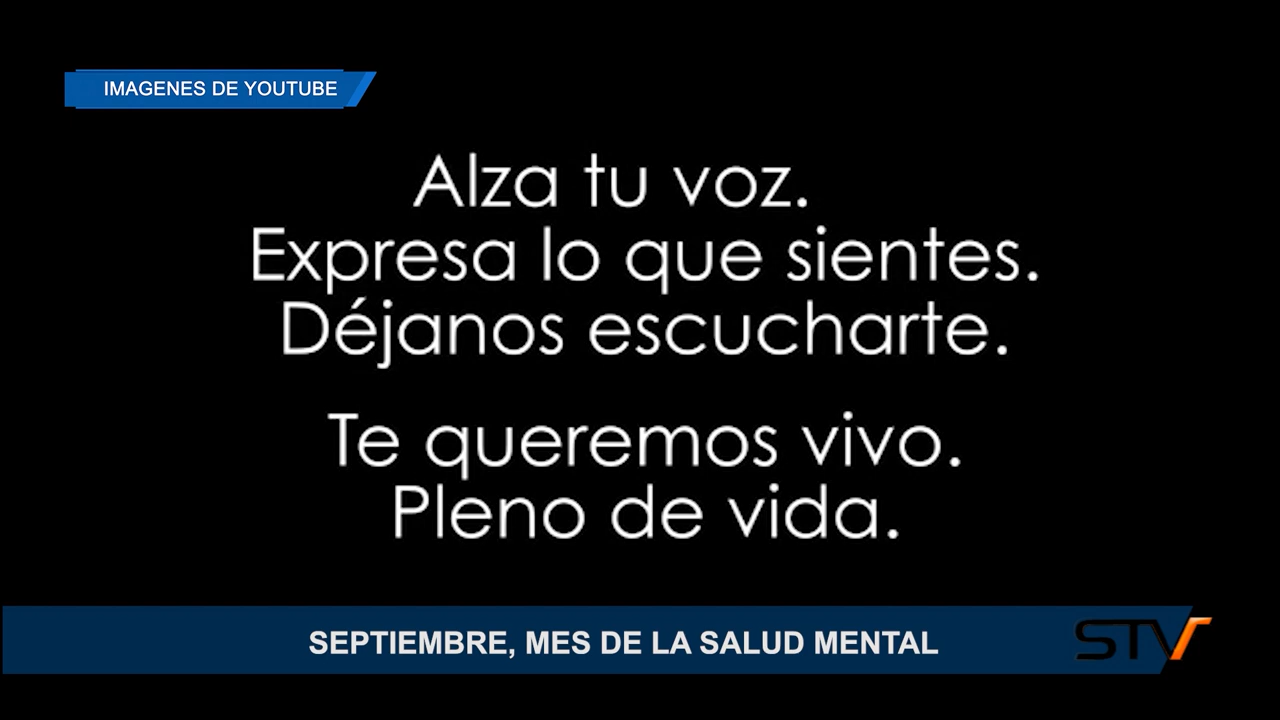 IMAGENES DE YOUTUBE
Alza tu voz.
Expresa lo que sientes.
Déjanos escucharte.
Te queremos vivo.
Pleno de vida.
SEPTIEMBRE, MES DE LA SALUD MENTAL
STV